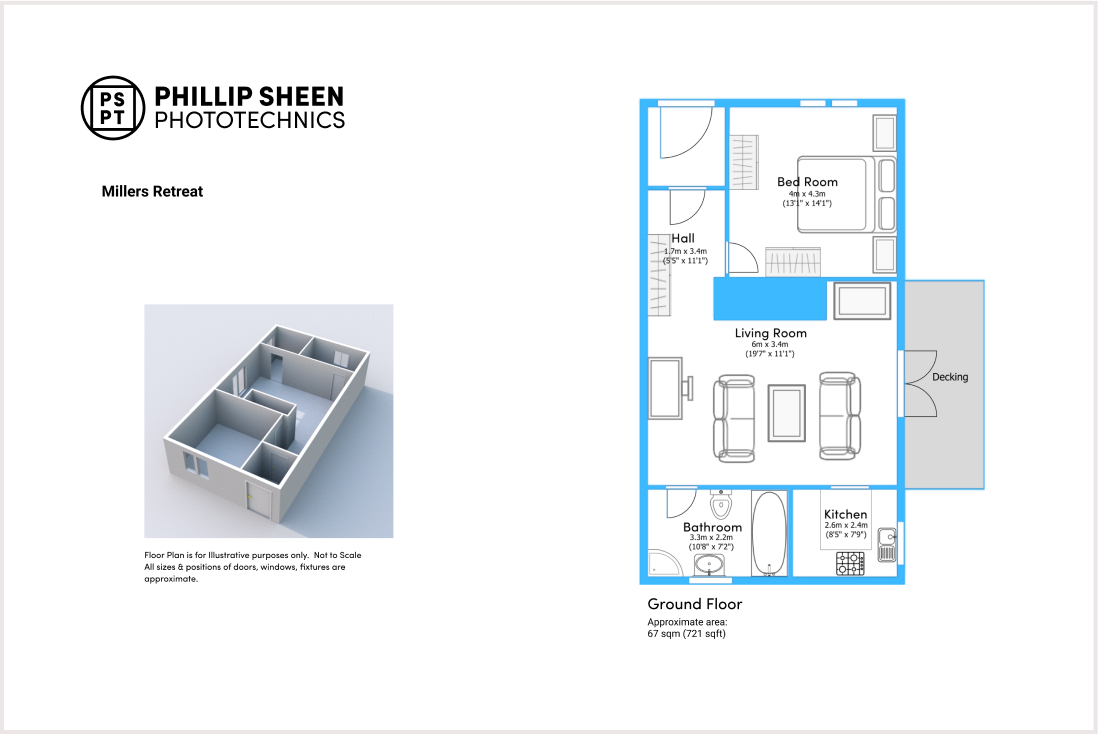 PS
PT
PHILLIP SHEEN
PHOTOTECHNICS
Millers Retreat
Floor Plan is for Illustrative purposes only. Not to Scale
All sizes & positions of doors, windows, fixtures are
approximate.
Bed Room
4m x 4.3m
(13'1" x 14'1")
Hall
1.7m x 3.4m
(5'5" x 11'1")
Living Room
6m x 3.4m
(19'7" x 11'1")
Decking
Bathroom
3.3m x 2.2m
(10'8" x 7'2")
Kitchen
2.6m x 2.4m
(8'5" x 7'9")
Ground Floor
Approximate area:
67 sqm (721 sqft)